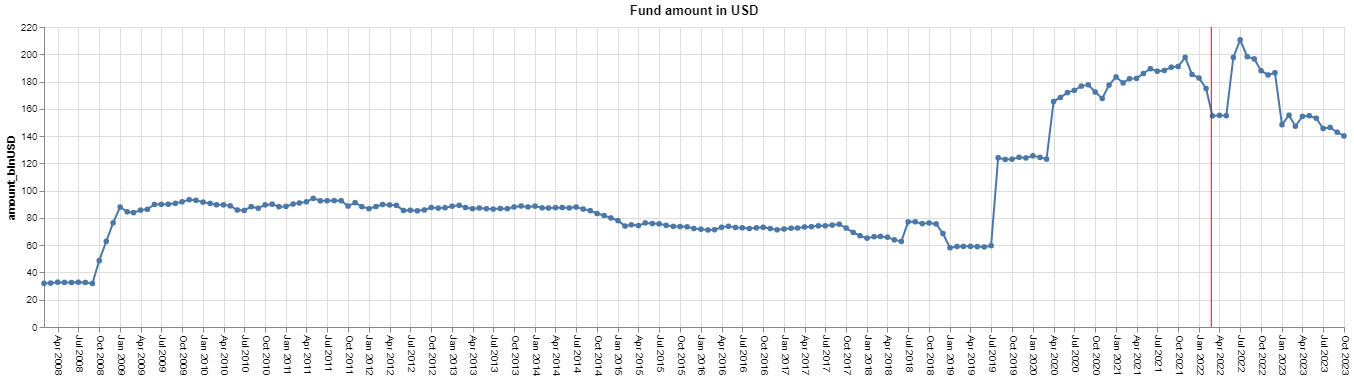 Fund amount in USD
amount_blnUSD
220
200
180
160
140
120
100
80
60
40
20
0
Apr 2008
Jul 2008
Oct 2008
Jan 2009
Apr 2009
Jul 2009
Oct 2009
Jan 2010
Apr 2010
Jul 2010
Oct 2010
Jan 2011
Apr 2011
Jul 2011
Oct 2011
Jan 2012
Apr 2012
Jul 2012
Oct 2012
Jan 2013
Apr 2013
Jul 2013
Oct 2013
Jan 2014
Apr 2014
Jul 2014
Oct 2014
Jan 2015
Apr 2015
Jul 2015
Oct 2015
Jan 2016
Apr 2016
Jul 2016
Oct 2016
Jan 2017
Apr 2017
Jul 2017
Oct 2017
Jan 2018
Apr 2018
Jul 2018
Oct 2018
Jan 2019
Apr 2019
Jul 2019
Oct 2019
Jan 2020
Apr 2020
Jul 2020
Oct 2020
Jan 2021
Apr 2021
Jul 2021
Oct 2021
Jan 2022
Apr 2022
Jul 2022
Oct 2022
Jan 2023
Apr 2023
Jul 2023
Oct 2023